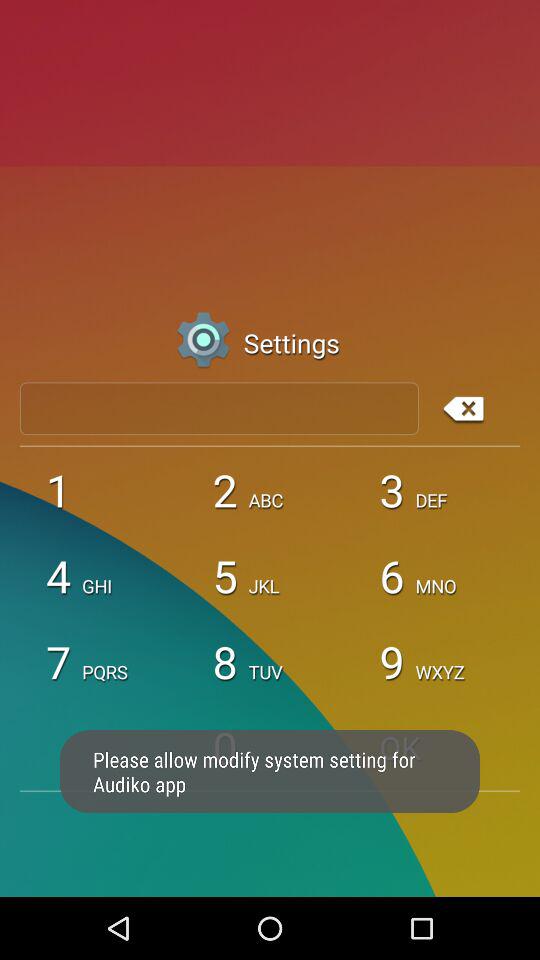 Settings
1 2 ABC 3 DEF
4 GHI 5 JKL 6 MNO
7 PQRS 8 TUV 9 WXYZ
0 OK
Please allow modify system setting for
Audiko app